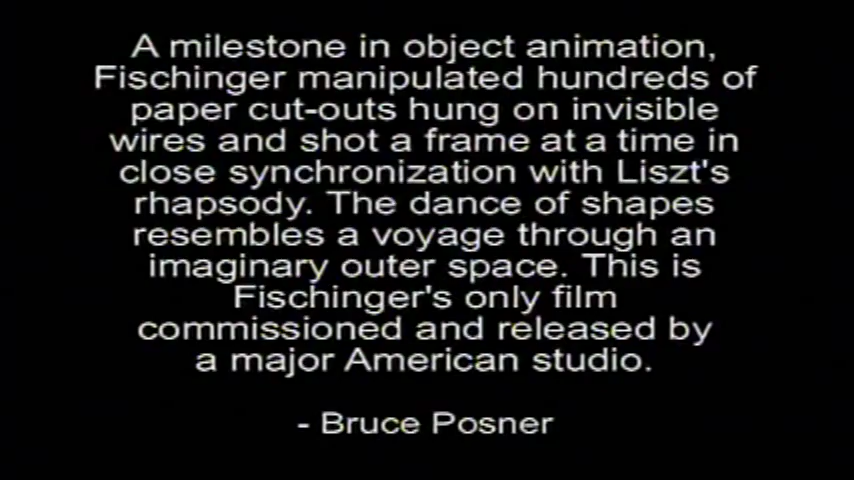 A milestone in object animation,
Fischinger manipulated hundreds of
paper cut-outs hung on invisible
wires and shot a frame at a time in
close synchronization with Liszt's
rhapsody. The dance of shapes
resembles a voyage through an
imaginary outer space. This is
Fischinger's only film
commissioned and released by
a major American studio.
- Bruce Posner